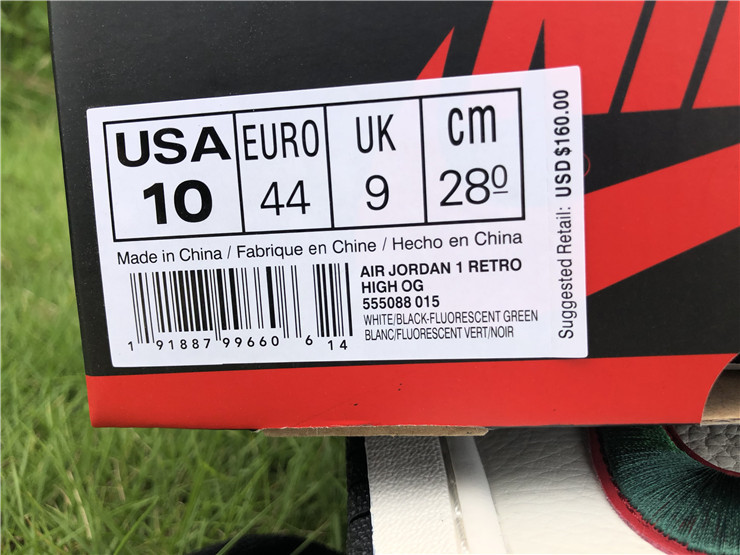 USA EURO UK cm
10 44 9 28⁰
Made in China / Fabrique en Chine / Hecho en China
AIR JORDAN 1 RETRO
HIGH OG
555088 015
WHITE/BLACK-FLUORESCENT GREEN
BLANC/FLUORESCENT VERT/NOIR
1 91887 99660 6 14
Suggested Retail: USD $160.00